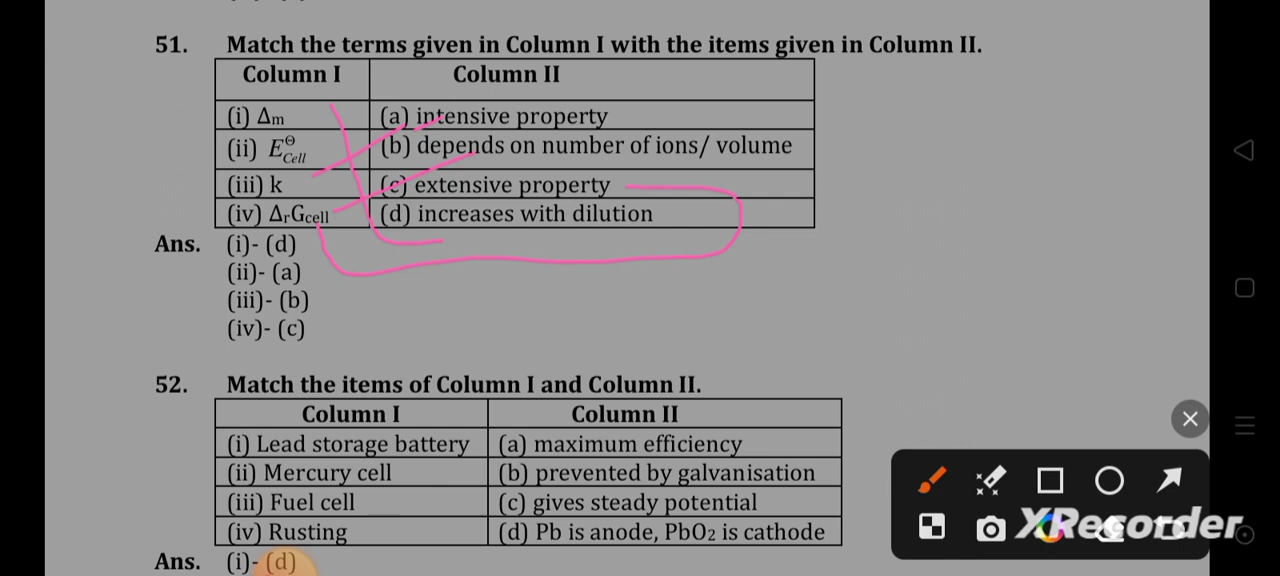 51. Match the terms given in Column I with the items given in Column II.
Column I Column II
(i) Δm (a) intensive property
(ii) E⊖Cell (b) depends on number of ions/ volume
(iii) k (c) extensive property
(iv) ΔrGcell (d) increases with dilution
Ans. (i)- (d)
(ii)- (a)
(iii)- (b)
(iv)- (c)
52. Match the items of Column I and Column II.
Column I Column II
(i) Lead storage battery (a) maximum efficiency
(ii) Mercury cell (b) prevented by galvanisation
(iii) Fuel cell (c) gives steady potential
(iv) Rusting (d) Pb is anode, PbO2 is cathode
Ans. (i)- (d)
XRecorder